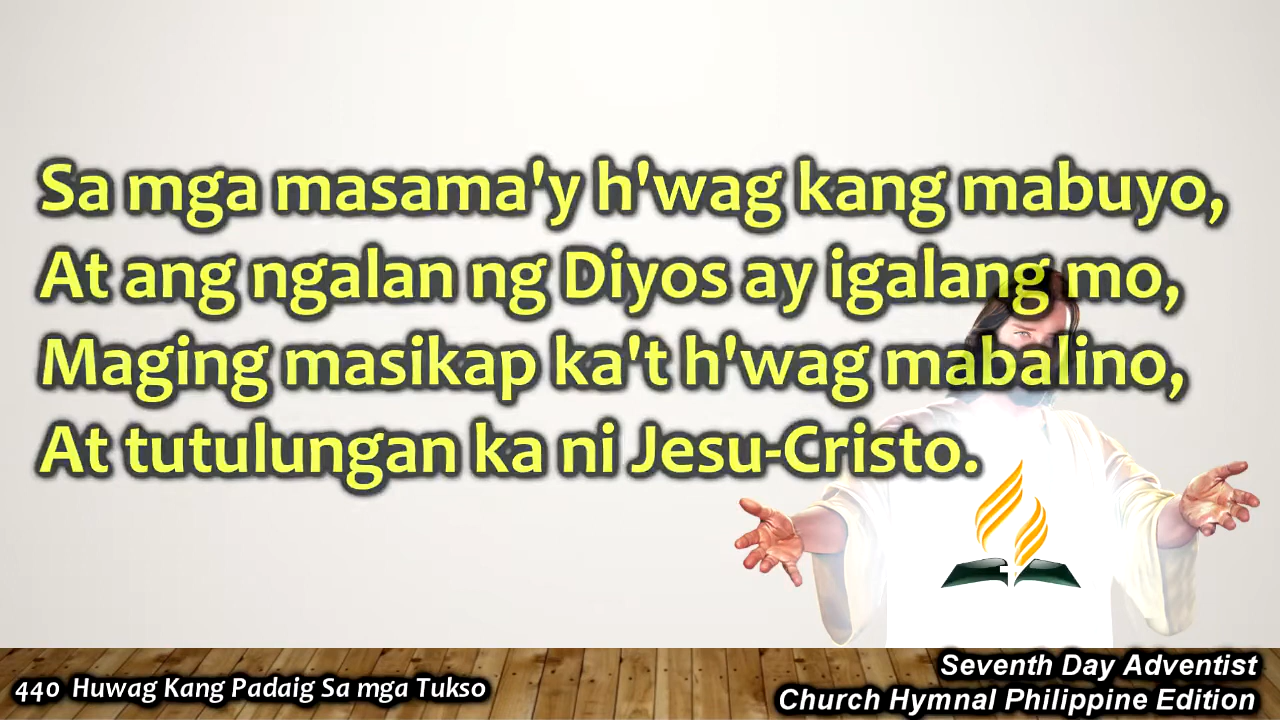 Sa mga masama'y h'wag kang mabuyo,
At ang ngalan ng Diyos ay igalang mo,
Maging masikap ka't h'wag mabalino,
At tutulungan ka ni Jesu-Cristo.
440 Huwag Kang Padaig Sa mga Tukso
Seventh Day Adventist
Church Hymnal Philippine Edition